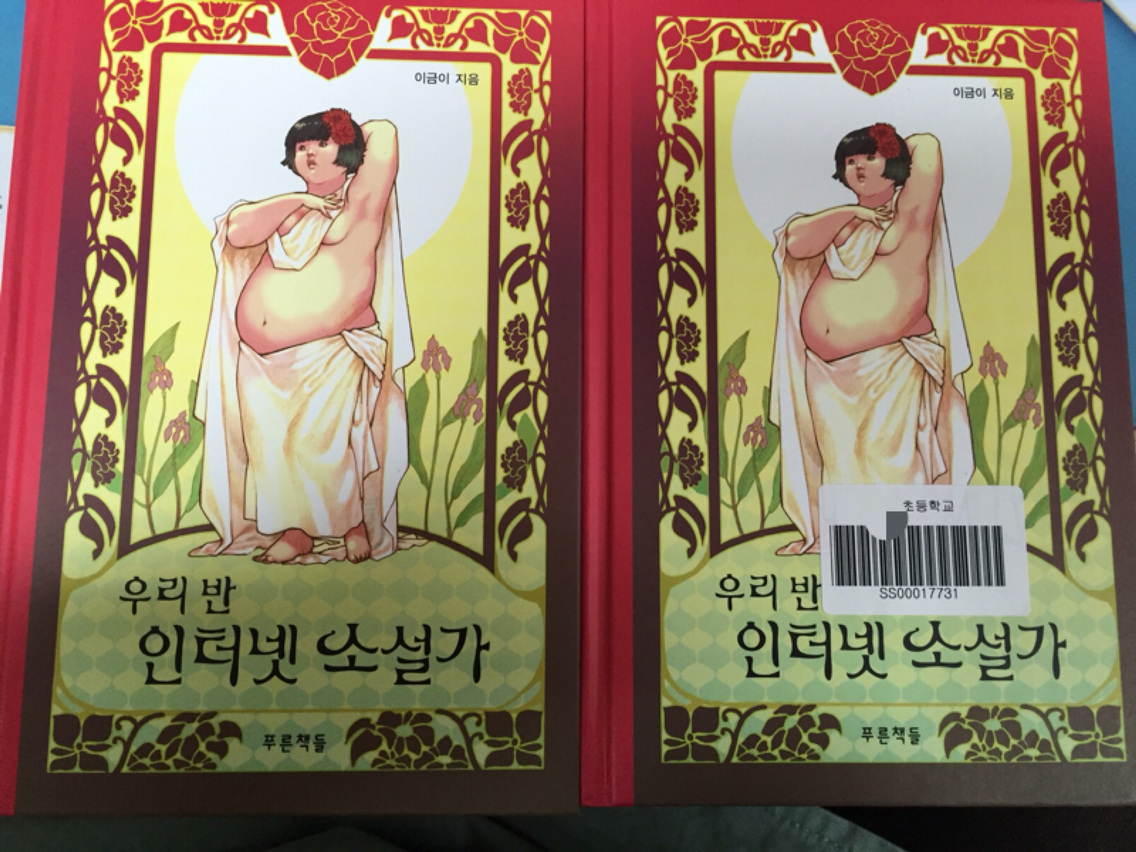 이금이 지음
우리 반
인터넷 소설가
푸른책들
이금이 지음
초등학교
SS00017731
우리 반
인터넷 소설가
푸른책들